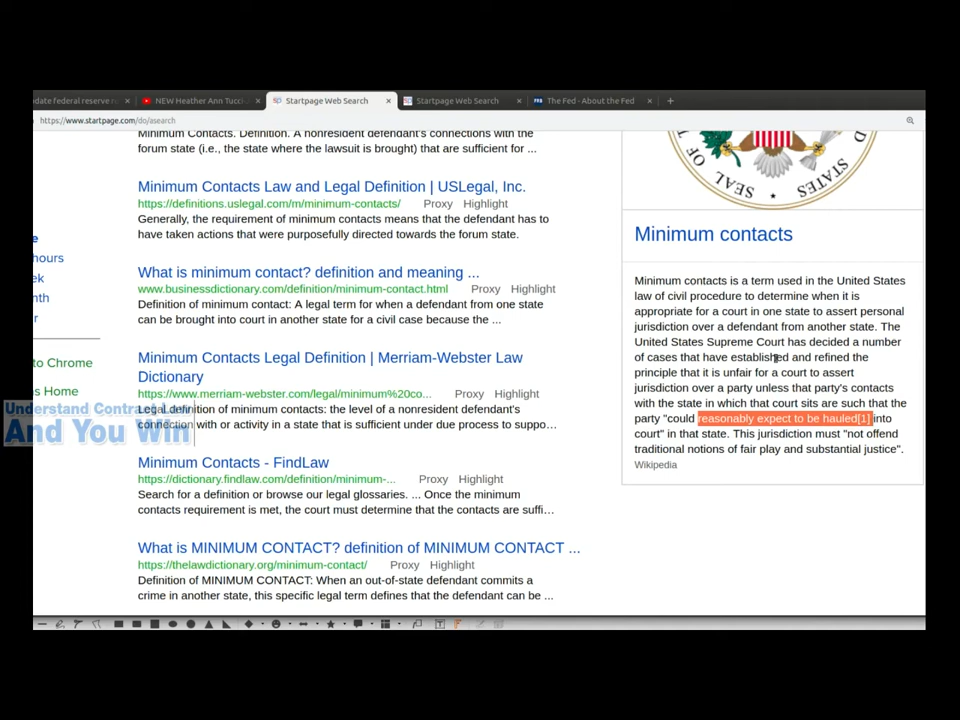 date federal reserve
NEW Heather Ann Tucci
Startpage Web Search
Startpage Web Search
The Fed - About the Fed
https://www.startpage.com/do/asearch
Minimum Contacts. Definition. A nonresident defendant's connections with the
forum state (i.e., the state where the lawsuit is brought) that are sufficient for ...
Minimum Contacts Law and Legal Definition | USLegal, Inc.
https://definitions.uslegal.com/m/minimum-contacts/ Proxy Highlight
Generally, the requirement of minimum contacts means that the defendant has to
have taken actions that were purposefully directed towards the forum state.
What is minimum contact? definition and meaning ...
www.businessdictionary.com/definition/minimum-contact.html Proxy Highlight
Definition of minimum contact: A legal term for when a defendant from one state
can be brought into court in another state for a civil case because the ...
Minimum Contacts Legal Definition | Merriam-Webster Law
Dictionary
https://www.merriam-webster.com/legal/minimum%20co... Proxy Highlight
Legal definition of minimum contacts: the level of a nonresident defendant's
connection with or activity in a state that is sufficient under due process to suppo...
Minimum Contacts - FindLaw
https://dictionary.findlaw.com/definition/minimum-... Proxy Highlight
Search for a definition or browse our legal glossaries. ... Once the minimum
contacts requirement is met, the court must determine that the contacts are suffi...
What is MINIMUM CONTACT? definition of MINIMUM CONTACT ...
https://thelawdictionary.org/minimum-contact/ Proxy Highlight
Definition of MINIMUM CONTACT: When an out-of-state defendant commits a
crime in another state, this specific legal term defines that the defendant can be ...
e
hours
ek
nth
r
to Chrome
s Home
Understand Contract Law
And You Win
SEAL STATES
Minimum contacts
Minimum contacts is a term used in the United States
law of civil procedure to determine when it is
appropriate for a court in one state to assert personal
jurisdiction over a defendant from another state. The
United States Supreme Court has decided a number
of cases that have established and refined the
principle that it is unfair for a court to assert
jurisdiction over a party unless that party's contacts
with the state in which that court sits are such that the
party "could reasonably expect to be hauled[1] into
court" in that state. This jurisdiction must "not offend
traditional notions of fair play and substantial justice".
Wikipedia